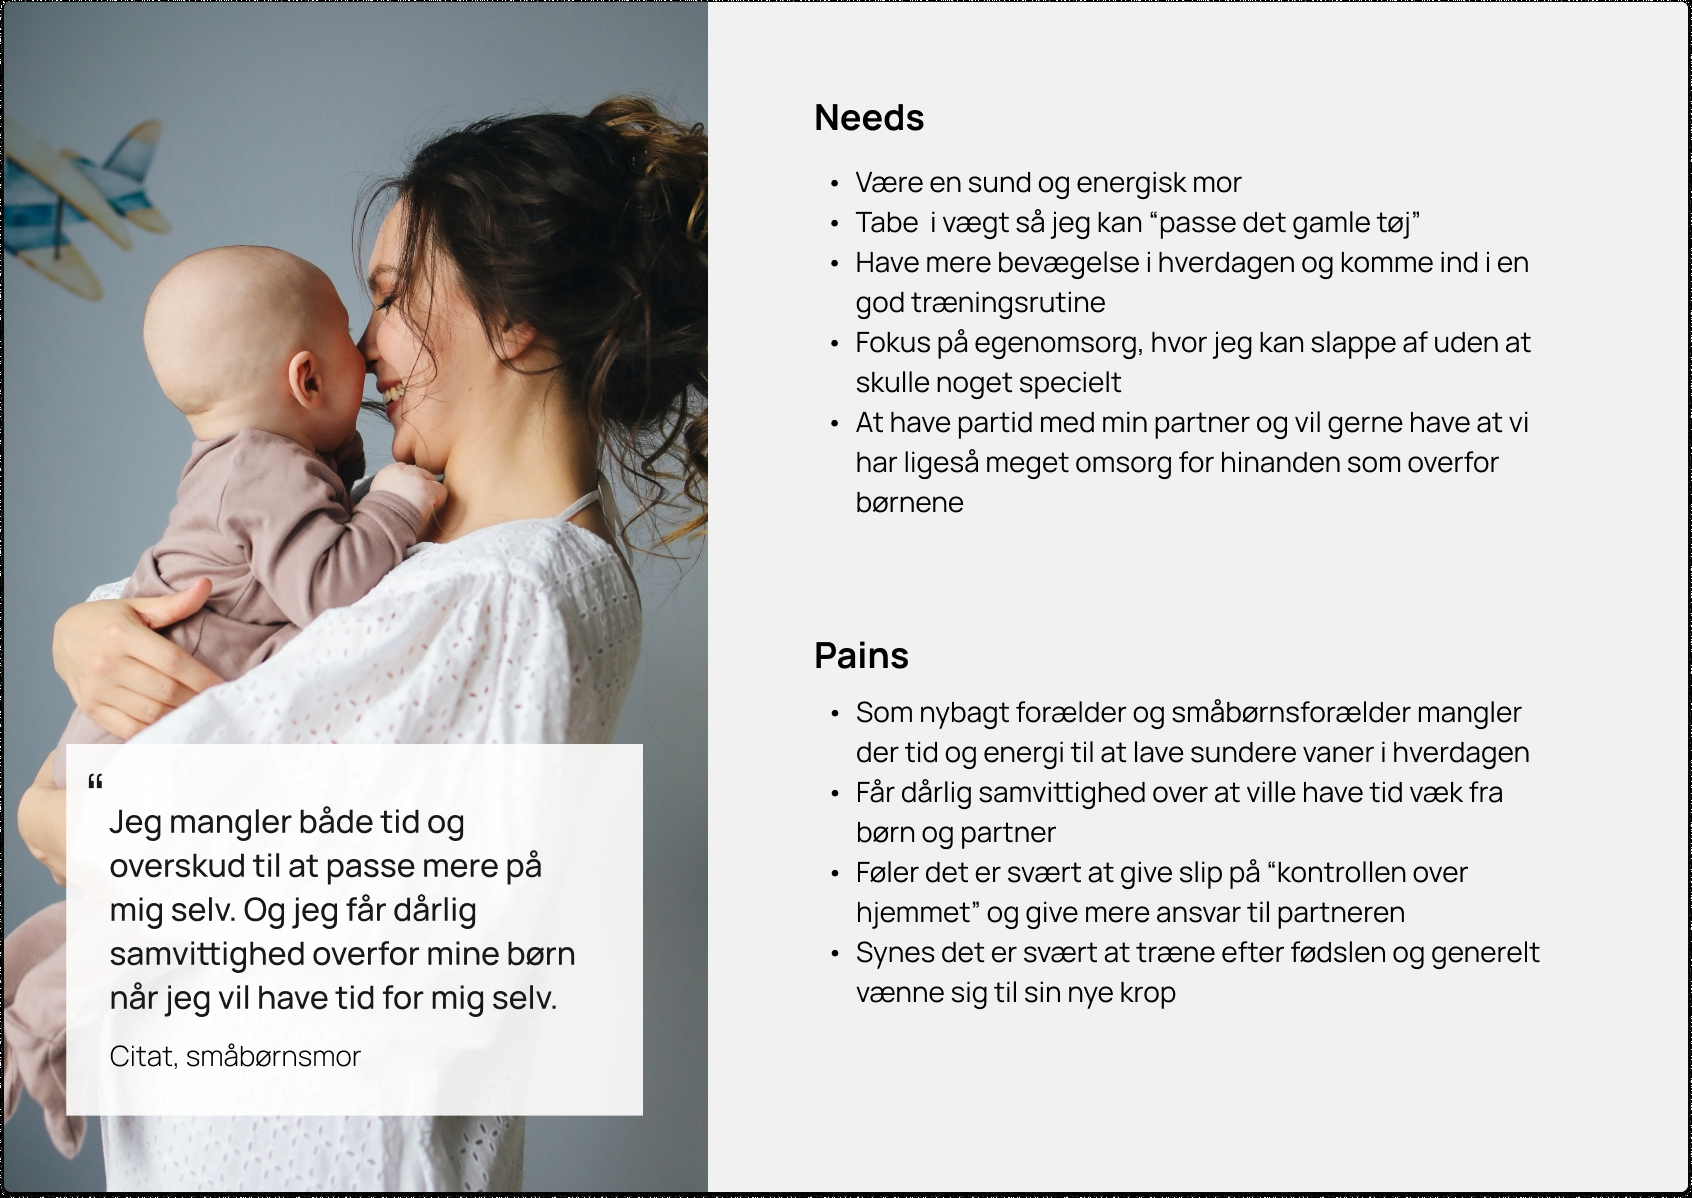 Needs
• Være en sund og energisk mor
• Tabe  i vægt så jeg kan “passe det gamle tøj”
• Have mere bevægelse i hverdagen og komme ind i en
god træningsrutine
• Fokus på egenomsorg, hvor jeg kan slappe af uden at
skulle noget specielt
• At have partid med min partner og vil gerne have at vi
har ligeså meget omsorg for hinanden som overfor
børnene
Pains
• Som nybagt forælder og småbørnsforælder mangler
der tid og energi til at lave sundere vaner i hverdagen
• Får dårlig samvittighed over at ville have tid væk fra
børn og partner
• Føler det er svært at give slip på “kontrollen over
hjemmet” og give mere ansvar til partneren
• Synes det er svært at træne efter fødslen og generelt
vænne sig til sin nye krop
“
Jeg mangler både tid og
overskud til at passe mere på
mig selv. Og jeg får dårlig
samvittighed overfor mine børn
når jeg vil have tid for mig selv.
Citat, småbørnsmor